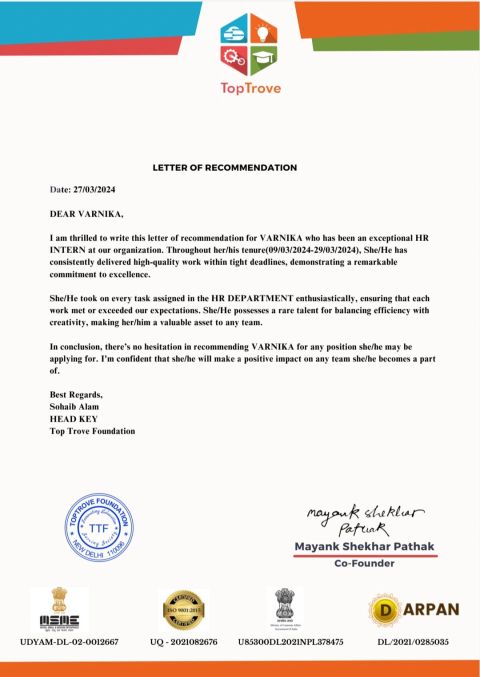 TopTrove
LETTER OF RECOMMENDATION
Date: 27/03/2024
DEAR VARNIKA,
I am thrilled to write this letter of recommendation for VARNIKA who has been an exceptional HR
INTERN at our organization. Throughout her/his tenure(09/03/2024-29/03/2024), She/He has
consistently delivered high-quality work within tight deadlines, demonstrating a remarkable
commitment to excellence.
She/He took on every task assigned in the HR DEPARTMENT enthusiastically, ensuring that each
work met or exceeded our expectations. She/He possesses a rare talent for balancing efficiency with
creativity, making her/him a valuable asset to any team.
In conclusion, there's no hesitation in recommending VARNIKA for any position she/he may be
applying for. I'm confident that she/he will make a positive impact on any team she/he becomes a part
of.
Best Regards,
Sohaib Alam
HEAD KEY
Top Trove Foundation
TOPTROVE FOUNDATION
TTF
NEW DELHI 110096
mayank shekhar
Pathak
Mayank Shekhar Pathak
Co-Founder
MSME
CERTIFIED
ISO 9001:2015
CERTIFIED
D ARPAN
UDYAM-DL-02-0012667
UQ - 2021082676
U85300DL2021NPL378475
DL/2021/0285035